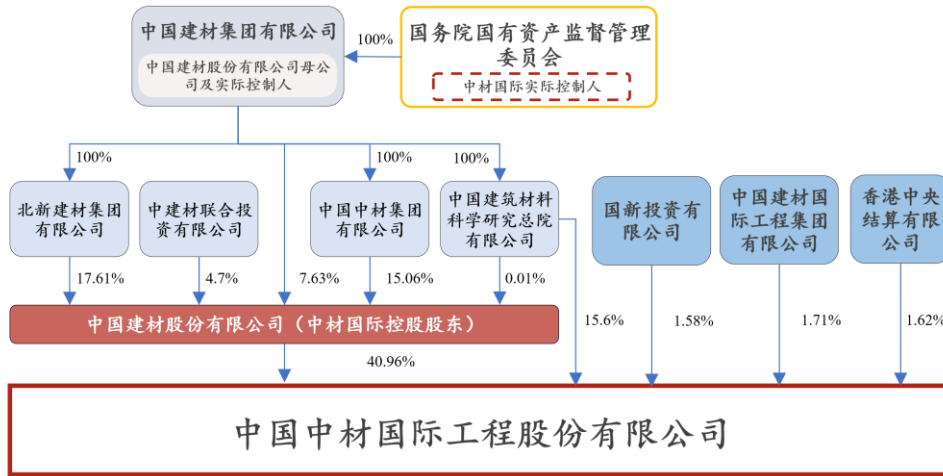 中国建材集团有限公司
中国建材股份有限公司母公
司及实际控制人
100%
国务院国有资产监督管理
委员会
中材国际实际控制人
100%
100%
100%
北新建材集团
有限公司
中建材联合投
资有限公司
中国中材集团
有限公司
中国建筑材料
科学研究总院
有限公司
国新投资有
限公司
中国建材国
际工程集团
有限公司
香港中央
结算有限
公司
17.61%
4.7%
7.63%
15.06%
0.01%
中国建材股份有限公司（中材国际控股股东）
15.6%
1.58%
1.71%
1.62%
40.96%
中国中材国际工程股份有限公司